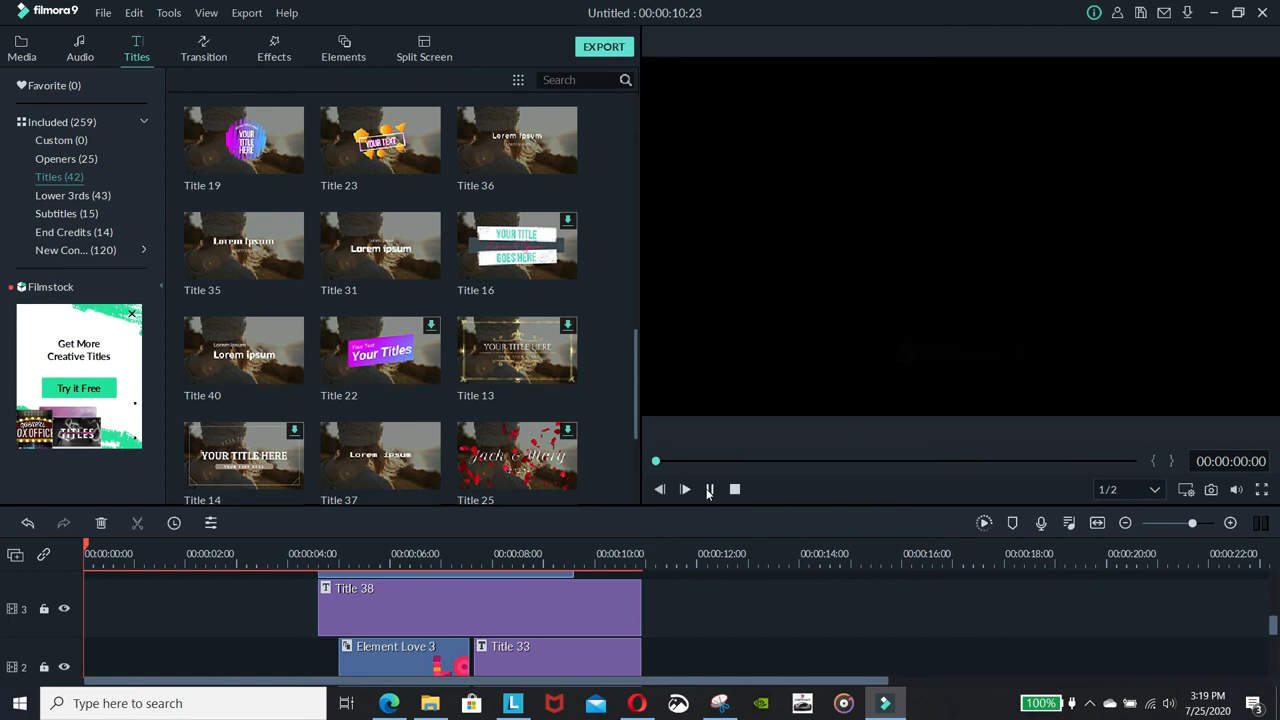 filmora9 File Edit Tools View Export Help Untitled : 00:00:10:23
Media Audio Titles Transition Effects Elements Split Screen EXPORT
Favorite (0)
Search
Included (259)
Custom (0)
Openers (25)
Titles (42)
Lower 3rds (43)
Subtitles (15)
End Credits (14)
New Con... (120)
Filmstock
Get More
Creative Titles
Try it Free
YOUR
TITLE
HERE
YOUR TEXT
Lorem ipsum
Title 19 Title 23 Title 36
Lorem ipsum
Lorem ipsum
YOUR TITLE
GOES HERE
Title 35 Title 31 Title 16
Lorem ipsum
Your Text
Your Titles
YOUR TITLE HERE
Title 40 Title 22 Title 13
YOUR TITLE HERE
Lorem ipsum
Jack & Mary
Title 14 Title 37 Title 25
00:00:00:00
1/2
00:00:00:00 00:00:02:00 00:00:04:00 00:00:06:00 00:00:08:00 00:00:10:00 00:00:12:00 00:00:14:00 00:00:16:00 00:00:18:00 00:00:20:00 00:00:22:00
3 Title 38
2 Element Love 3 Title 33
Type here to search
100%
3:19 PM
7/25/2020
3